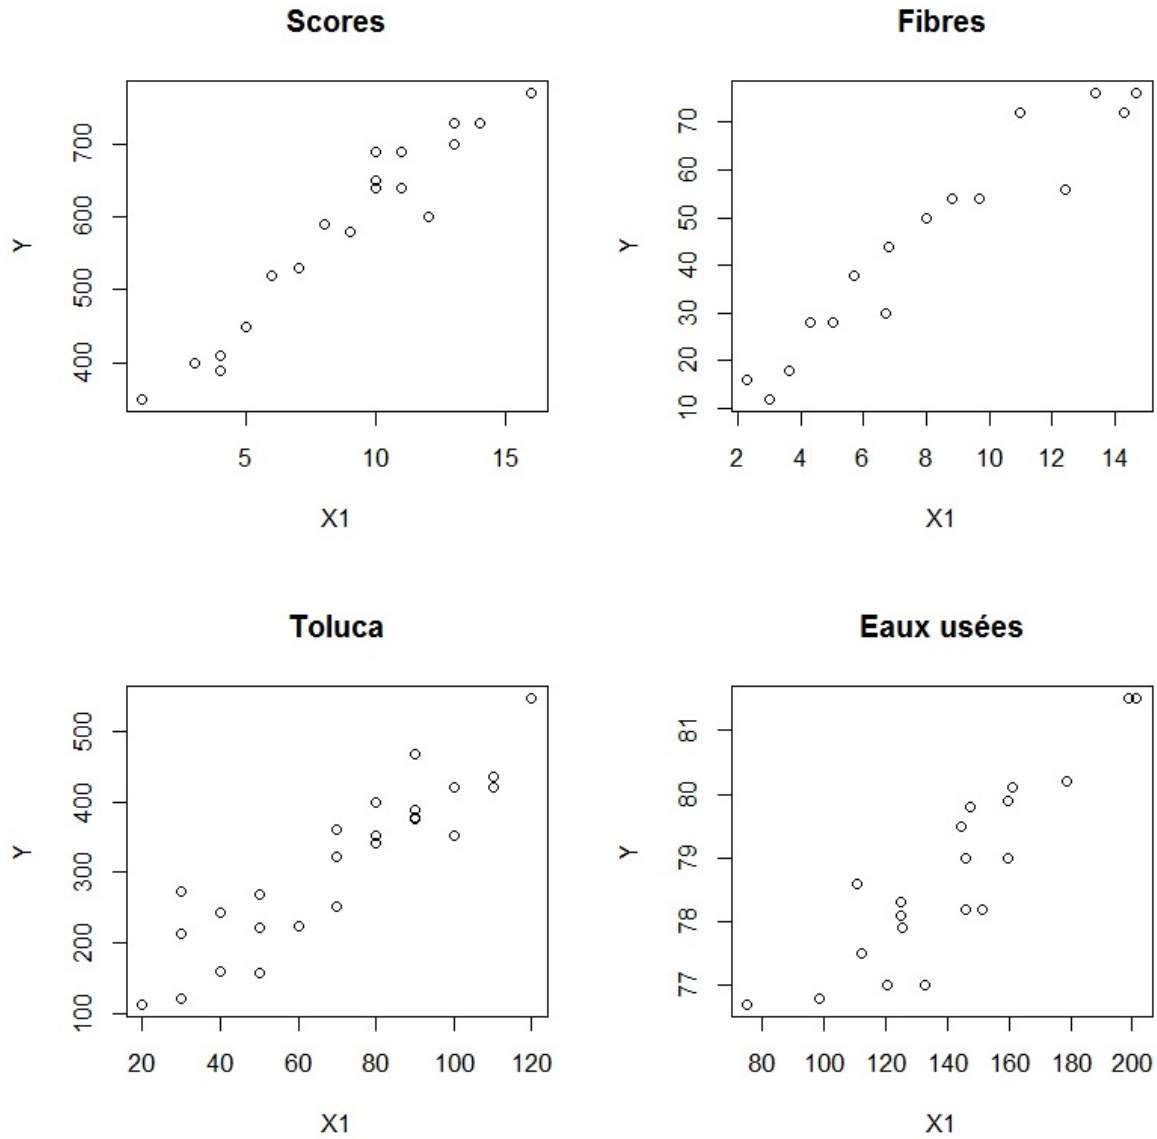 Scores
Y
400 500 600 700
5 10 15
X1
Fibres
Y
10 20 30 40 50 60 70
2 4 6 8 10 12 14
X1
Toluca
Y
100 200 300 400 500
20 40 60 80 100 120
X1
Eaux usées
Y
77 78 79 80 81
80 100 120 140 160 180 200
X1